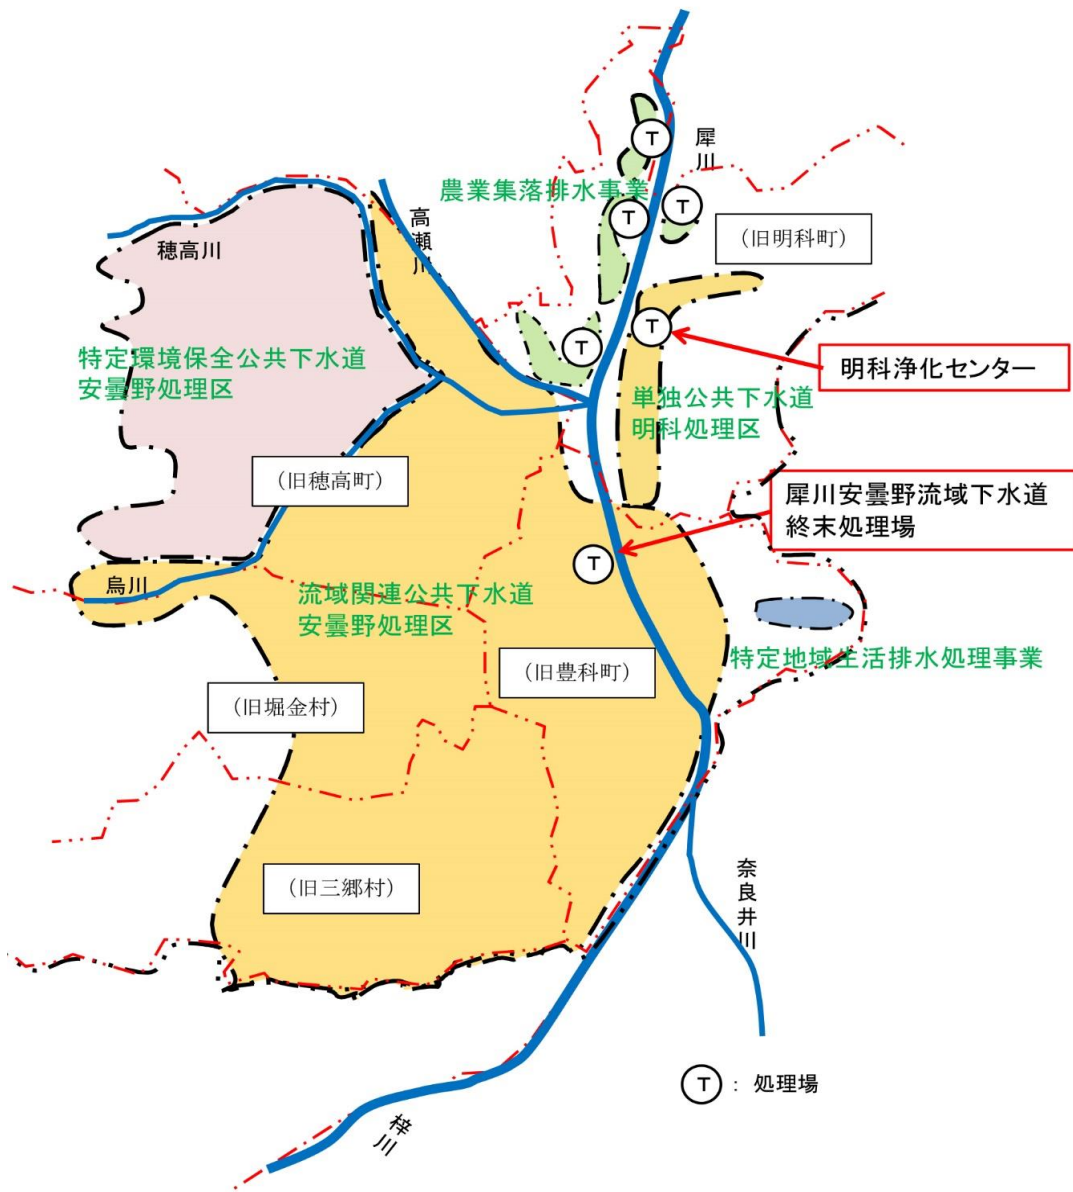 T
犀川
農業集落排水事業
T
T
高瀬川
(旧明科町)
穂高川
T
T
特定環境保全公共下水道
安曇野処理区
明科浄化センター
単独公共下水道
明科処理区
(旧穂高町)
犀川安曇野流域下水道
終末処理場
T
烏川
流域関連公共下水道
安曇野処理区
特定地域生活排水処理事業
(旧豊科町)
(旧堀金村)
(旧三郷村)
奈良井川
T : 処理場
梓川